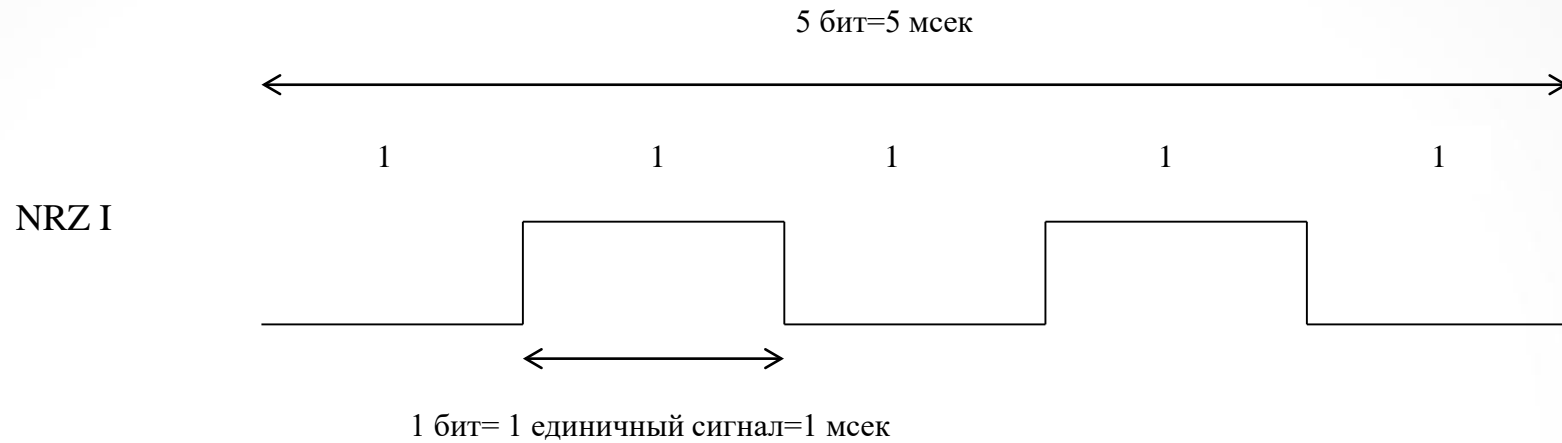 5 бит=5 мсек
1 1 1 1 1
NRZ I
1 бит= 1 единичный сигнал=1 мсек